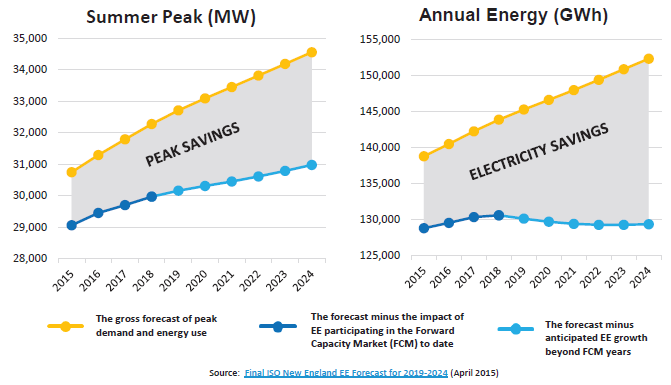 Summer Peak (MW)
35,000
34,000
33,000
32,000
31,000
30,000
29,000
28,000
PEAK SAVINGS
2015
2016
2017
2018
2019
2020
2021
2022
2023
2024
Annual Energy (GWh)
155,000
150,000
145,000
140,000
135,000
130,000
125,000
ELECTRICITY SAVINGS
2015
2016
2017
2018
2019
2020
2021
2022
2023
2024
The gross forecast of peak
demand and energy use
The forecast minus the impact of
EE participating in the Forward
Capacity Market (FCM) to date
The forecast minus
anticipated EE growth
beyond FCM years
Source: Final ISO New England EE Forecast for 2019-2024 (April 2015)